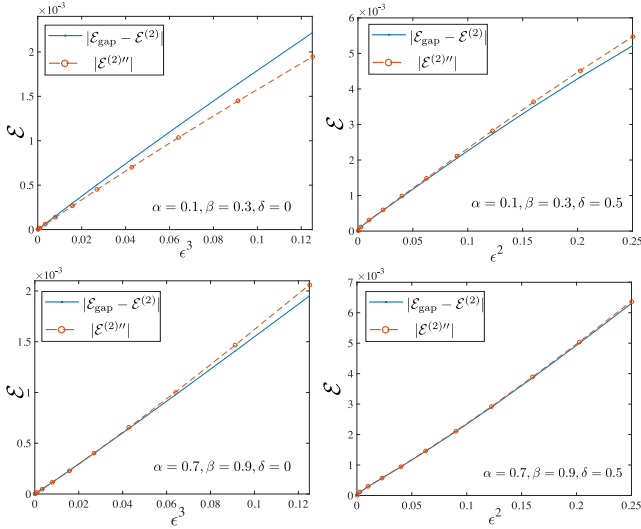 ×10⁻³
2
1.5
1
0.5
0
ℰ
|ℰ_gap − ℰ⁽²⁾|
|ℰ⁽²⁾″|
α = 0.1, β = 0.3, δ = 0
0 0.02 0.04 0.06 0.08 0.1 0.12
ϵ³
×10⁻³
6
5
4
3
2
1
0
ℰ
|ℰ_gap − ℰ⁽²⁾|
|ℰ⁽²⁾″|
α = 0.1, β = 0.3, δ = 0.5
0 0.05 0.1 0.15 0.2 0.25
ϵ²
×10⁻³
2
1.5
1
0.5
0
ℰ
|ℰ_gap − ℰ⁽²⁾|
|ℰ⁽²⁾″|
α = 0.7, β = 0.9, δ = 0
0 0.02 0.04 0.06 0.08 0.1 0.12
ϵ³
×10⁻³
7
6
5
4
3
2
1
0
ℰ
|ℰ_gap − ℰ⁽²⁾|
|ℰ⁽²⁾″|
α = 0.7, β = 0.9, δ = 0.5
0 0.05 0.1 0.15 0.2 0.25
ϵ²